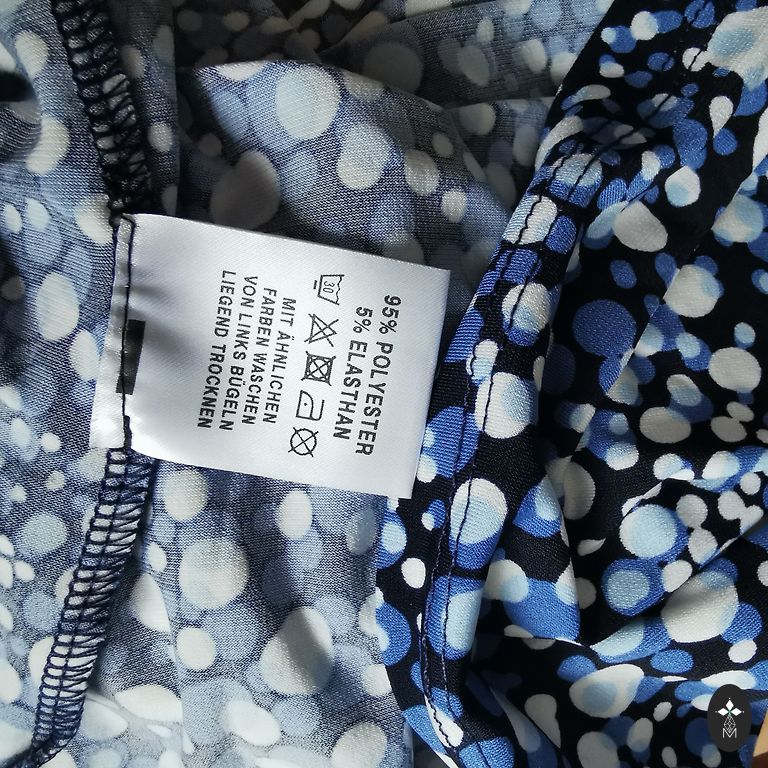 95% POLYESTER
5% ELASTHAN
30
MIT ÄHNLICHEN
FARBEN WASCHEN
VON LINKS BÜGELN
LIEGEND TROCKNEN